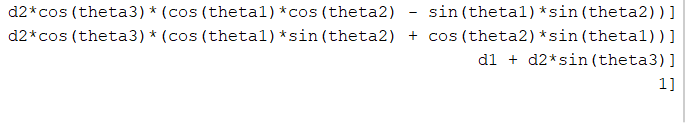 d2*cos(theta3)*(cos(theta1)*cos(theta2) - sin(theta1)*sin(theta2))]
d2*cos(theta3)*(cos(theta1)*sin(theta2) + cos(theta2)*sin(theta1))]
d1 + d2*sin(theta3)]
1]